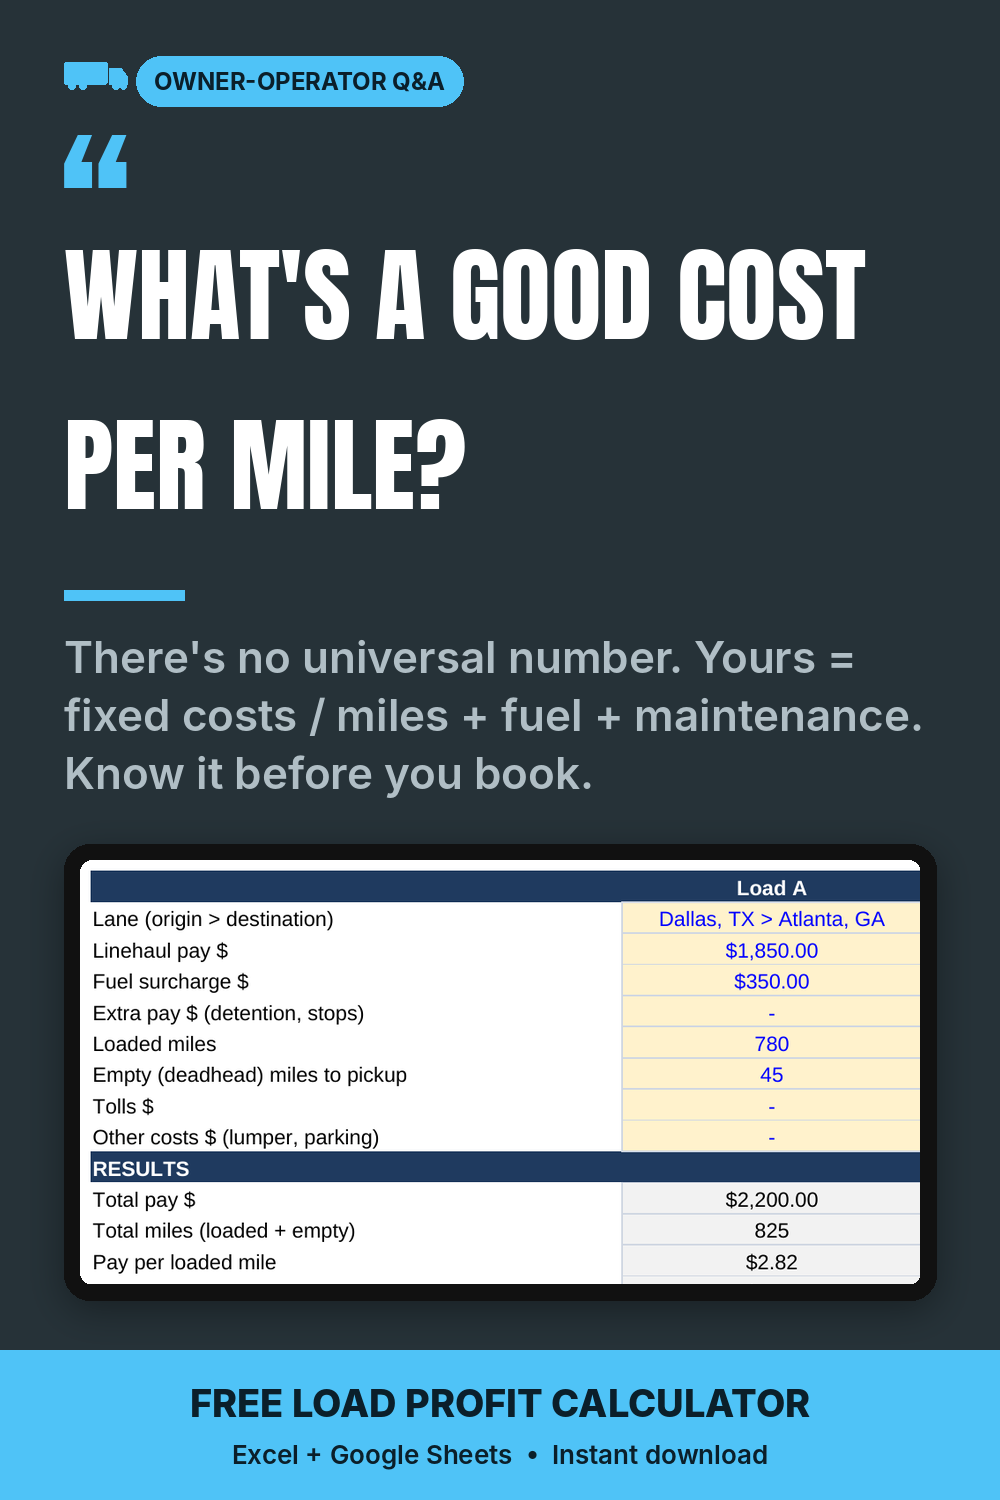 OWNER-OPERATOR Q&A
“
WHAT'S A GOOD COST
PER MILE?
There's no universal number. Yours =
fixed costs / miles + fuel + maintenance.
Know it before you book.
Load A
Lane (origin > destination) Dallas, TX > Atlanta, GA
Linehaul pay $ $1,850.00
Fuel surcharge $ $350.00
Extra pay $ (detention, stops) -
Loaded miles 780
Empty (deadhead) miles to pickup 45
Tolls $ -
Other costs $ (lumper, parking) -
RESULTS
Total pay $ $2,200.00
Total miles (loaded + empty) 825
Pay per loaded mile $2.82
FREE LOAD PROFIT CALCULATOR
Excel + Google Sheets • Instant download